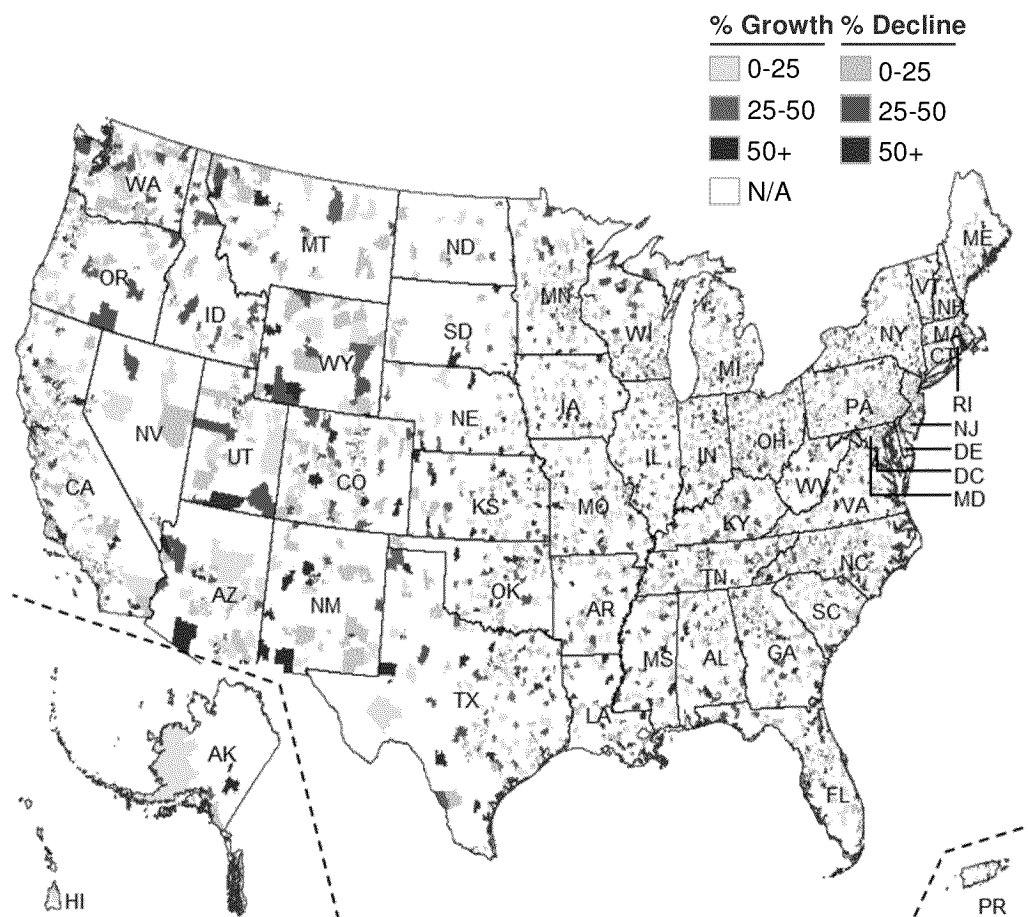 % Growth % Decline
0-25 0-25
25-50 25-50
50+ 50+
N/A
WA
MT
ND
MN
ME
VT
NH
OR
ID
SD
WI
NY
MA
CT
WY
MI
RI
NV
NE
IA
PA
NJ
UT
CO
IL
IN
OH
DE
CA
KS
MO
WV
DC
KY
VA
MD
AZ
NM
OK
TN
NC
AR
SC
TX
MS
AL
GA
LA
AK
FL
HI
PR